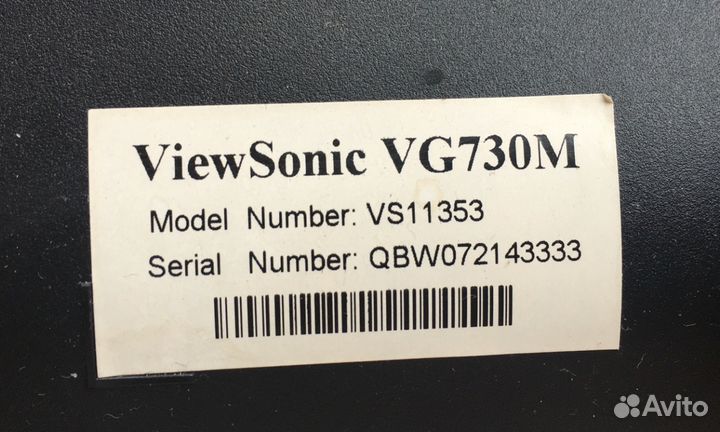 ViewSonic VG730M
Model Number: VS11353
Serial Number: QBW072143333
Avito